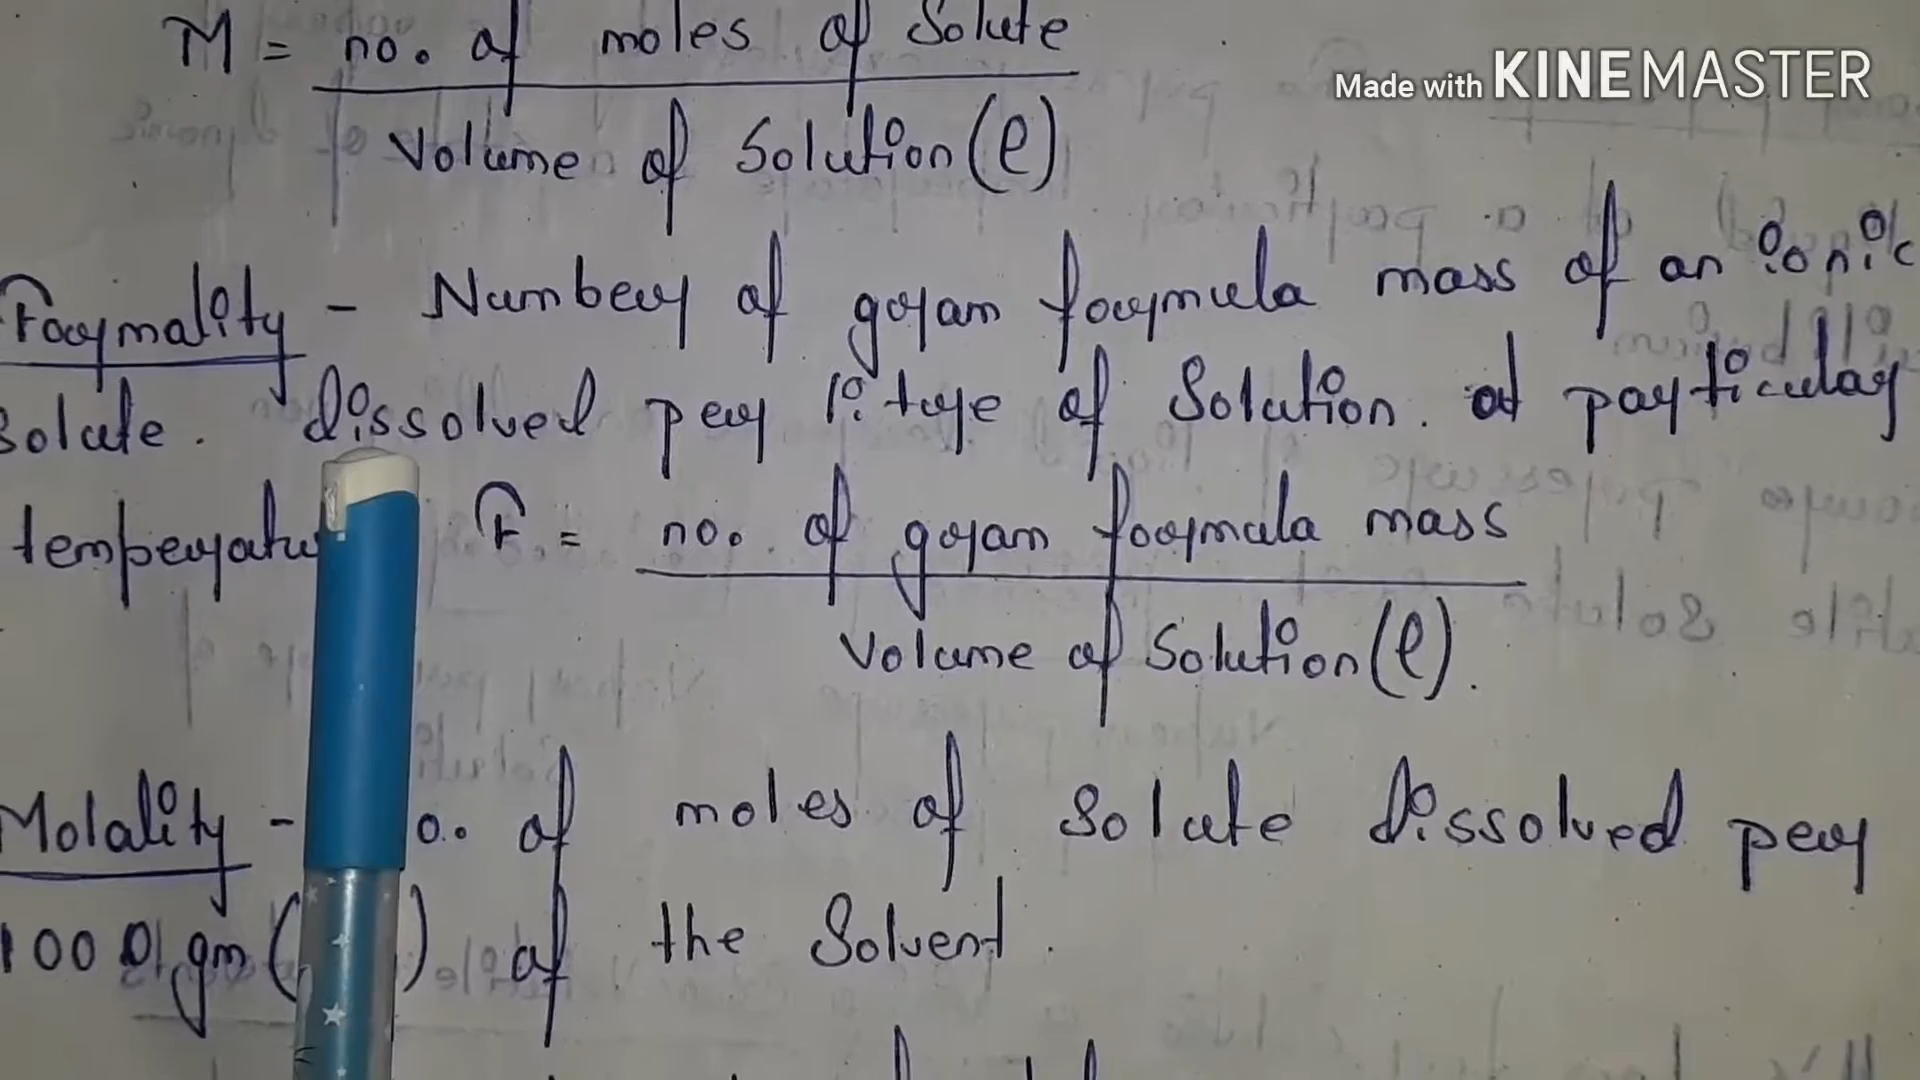 M = no. of moles of Solute
Volume of Solution (l)
Made with KINEMASTER
Formality - Number of gram formula mass of an ionic
Solute. dissolved per litre of Solution. at particular
F = no. of gram formula mass
Volume of Solution (l).
Molality - of moles of Solute dissolved per
1000 gm ( ) of the Solvent.